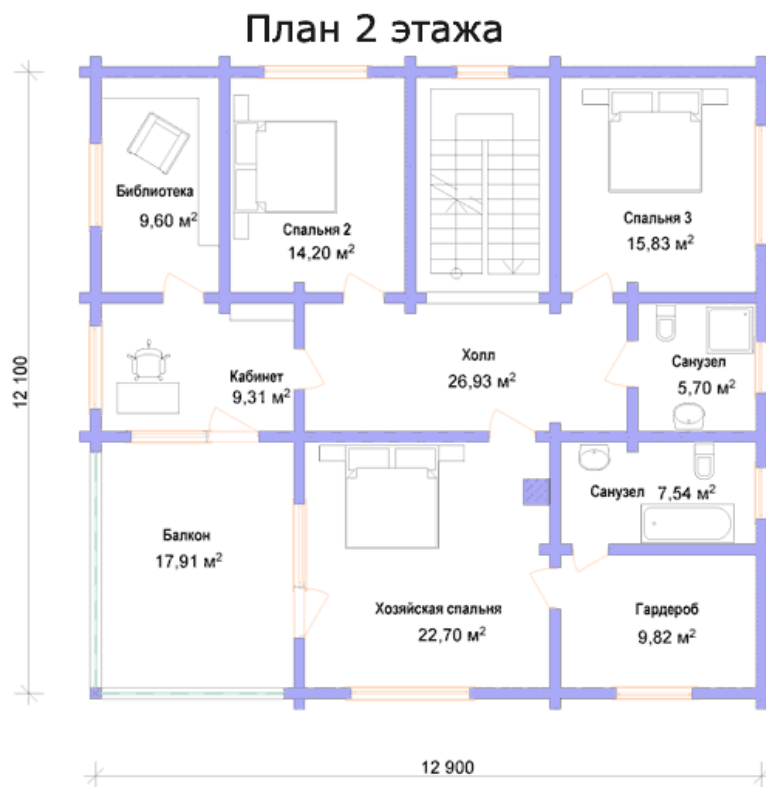 План 2 этажа
Библиотека
9,60 м²
Спальня 2
14,20 м²
Спальня 3
15,83 м²
12 100
Кабинет
9,31 м²
Холл
26,93 м²
Санузел
5,70 м²
Балкон
17,91 м²
Санузел 7,54 м²
Хозяйская спальня
22,70 м²
Гардероб
9,82 м²
12 900